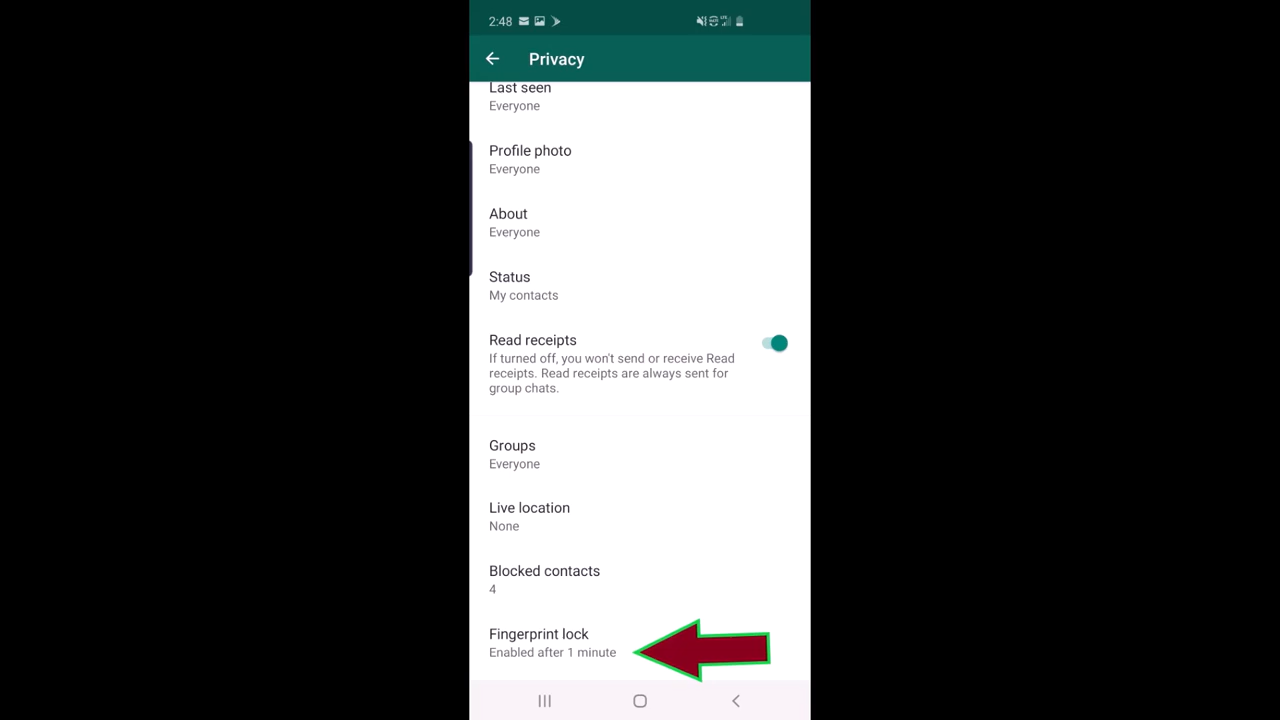 2:48
Privacy
Last seen
Everyone
Profile photo
Everyone
About
Everyone
Status
My contacts
Read receipts
If turned off, you won't send or receive Read
receipts. Read receipts are always sent for
group chats.
Groups
Everyone
Live location
None
Blocked contacts
4
Fingerprint lock
Enabled after 1 minute